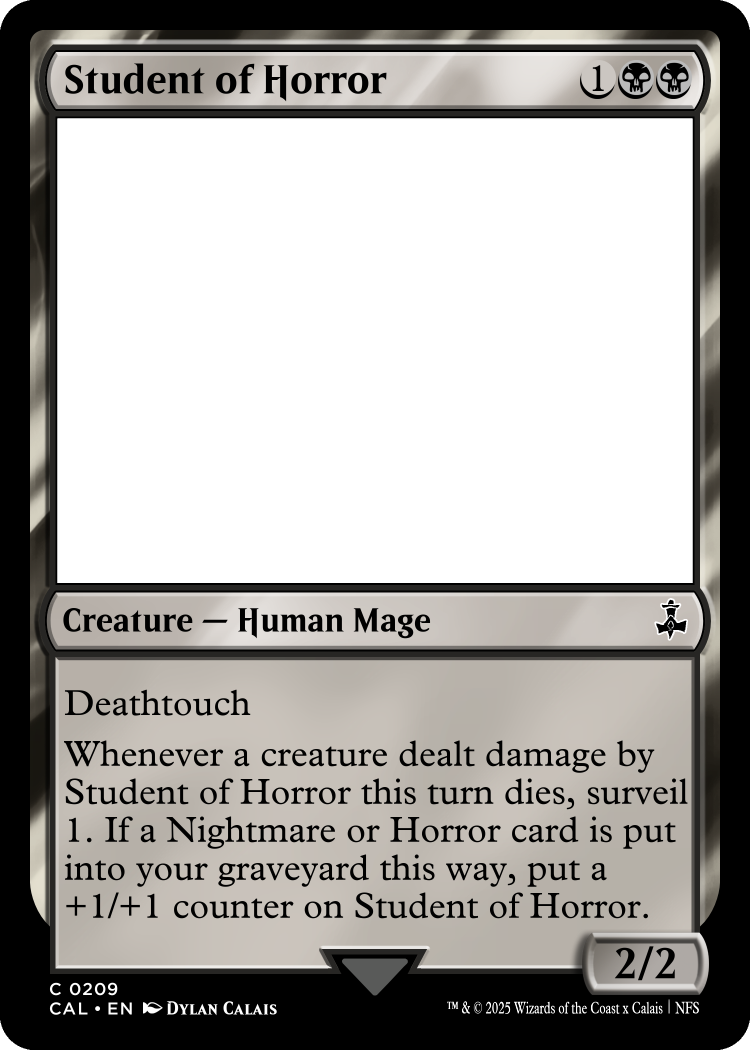 Student of Horror 1
Creature — Human Mage
Deathtouch
Whenever a creature dealt damage by
Student of Horror this turn dies, surveil
1. If a Nightmare or Horror card is put
into your graveyard this way, put a
+1/+1 counter on Student of Horror.
2/2
C 0209
CAL • EN Dylan Calais
™ & © 2025 Wizards of the Coast x Calais | NFS